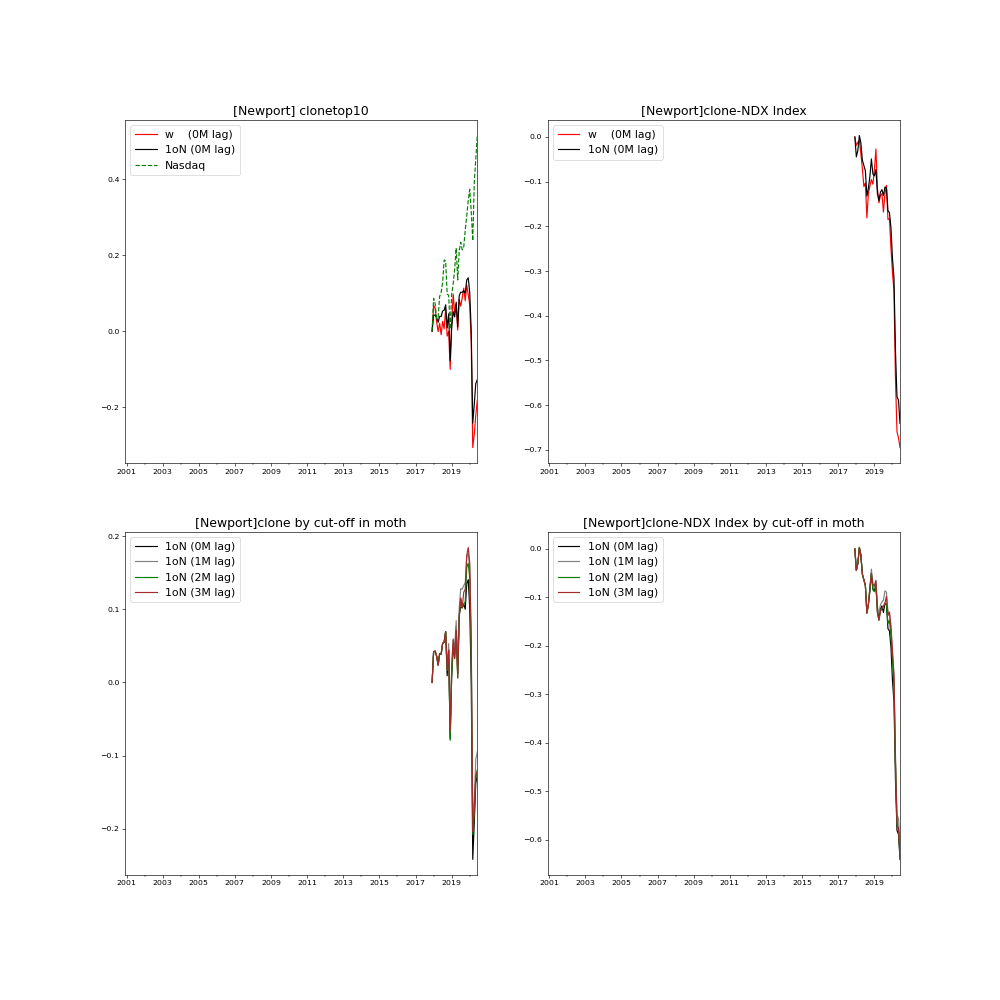 [Newport] clonetop10
w (0M lag)
1oN (0M lag)
Nasdaq
0.4
0.2
0.0
−0.2
2001 2003 2005 2007 2009 2011 2013 2015 2017 2019
[Newport]clone-NDX Index
w (0M lag)
1oN (0M lag)
0.0
−0.1
−0.2
−0.3
−0.4
−0.5
−0.6
−0.7
2001 2003 2005 2007 2009 2011 2013 2015 2017 2019
[Newport]clone by cut-off in moth
1oN (0M lag)
1oN (1M lag)
1oN (2M lag)
1oN (3M lag)
0.2
0.1
0.0
−0.1
−0.2
2001 2003 2005 2007 2009 2011 2013 2015 2017 2019
[Newport]clone-NDX Index by cut-off in moth
1oN (0M lag)
1oN (1M lag)
1oN (2M lag)
1oN (3M lag)
0.0
−0.1
−0.2
−0.3
−0.4
−0.5
−0.6
2001 2003 2005 2007 2009 2011 2013 2015 2017 2019